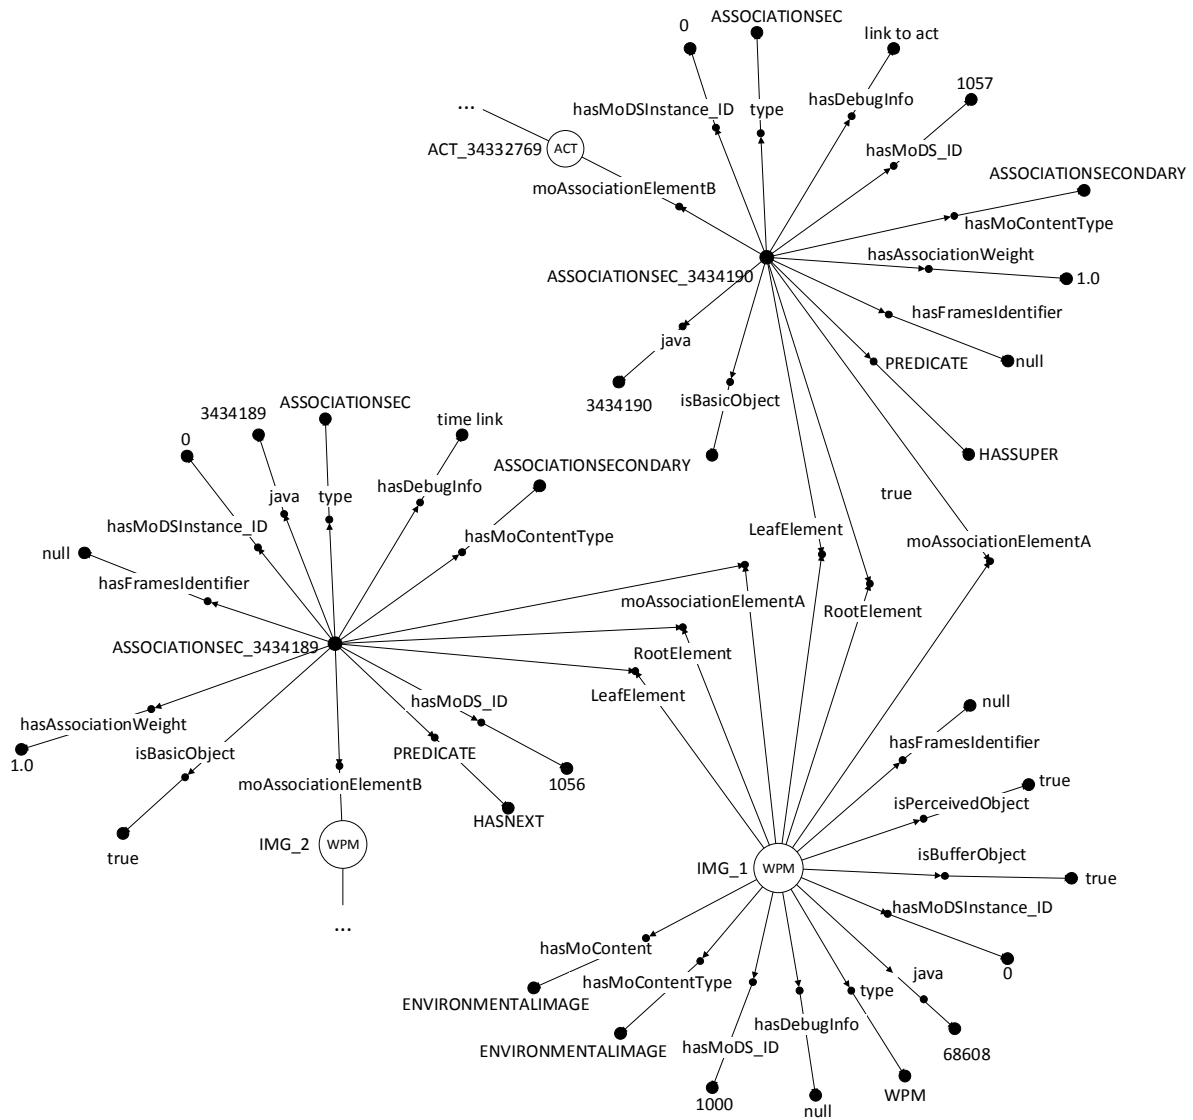 ASSOCIATIONSEC
0
link to act
1057
...
hasMoDSInstance_ID
type
hasDebugInfo
ACT_34332769
ACT
hasMoDS_ID
ASSOCIATIONSECONDARY
moAssociationElementB
hasMoContentType
hasAssociationWeight
ASSOCIATIONSEC_3434190
1.0
hasFramesIdentifier
java
PREDICATE
null
3434190
isBasicObject
HASSUPER
true
ASSOCIATIONSEC
3434189
time link
0
ASSOCIATIONSECONDARY
java
type
hasDebugInfo
hasMoDSInstance_ID
hasMoContentType
LeafElement
moAssociationElementA
null
hasFramesIdentifier
moAssociationElementA
RootElement
ASSOCIATIONSEC_3434189
RootElement
LeafElement
hasMoDS_ID
hasAssociationWeight
isBasicObject
PREDICATE
1.0
moAssociationElementB
1056
HASNEXT
true
IMG_2
WPM
...
null
hasFramesIdentifier
true
isPerceivedObject
isBufferObject
IMG_1
WPM
true
hasMoDSInstance_ID
hasMoContent
hasMoContentType
java
0
type
ENVIRONMENTALIMAGE
hasDebugInfo
hasMoDS_ID
ENVIRONMENTALIMAGE
68608
WPM
1000
null